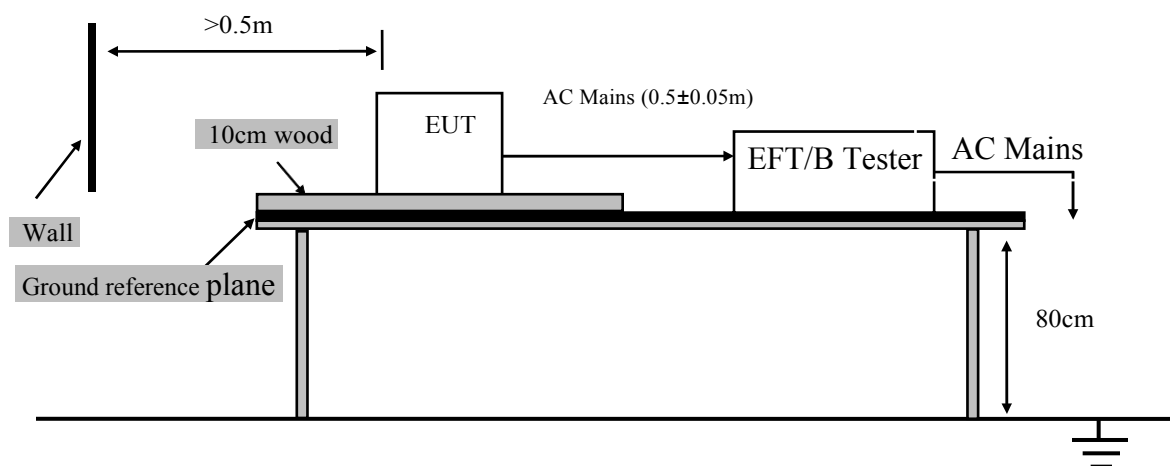 >0.5m
AC Mains (0.5±0.05m)
EUT
10cm wood
EFT/B Tester
AC Mains
Wall
Ground reference plane
80cm